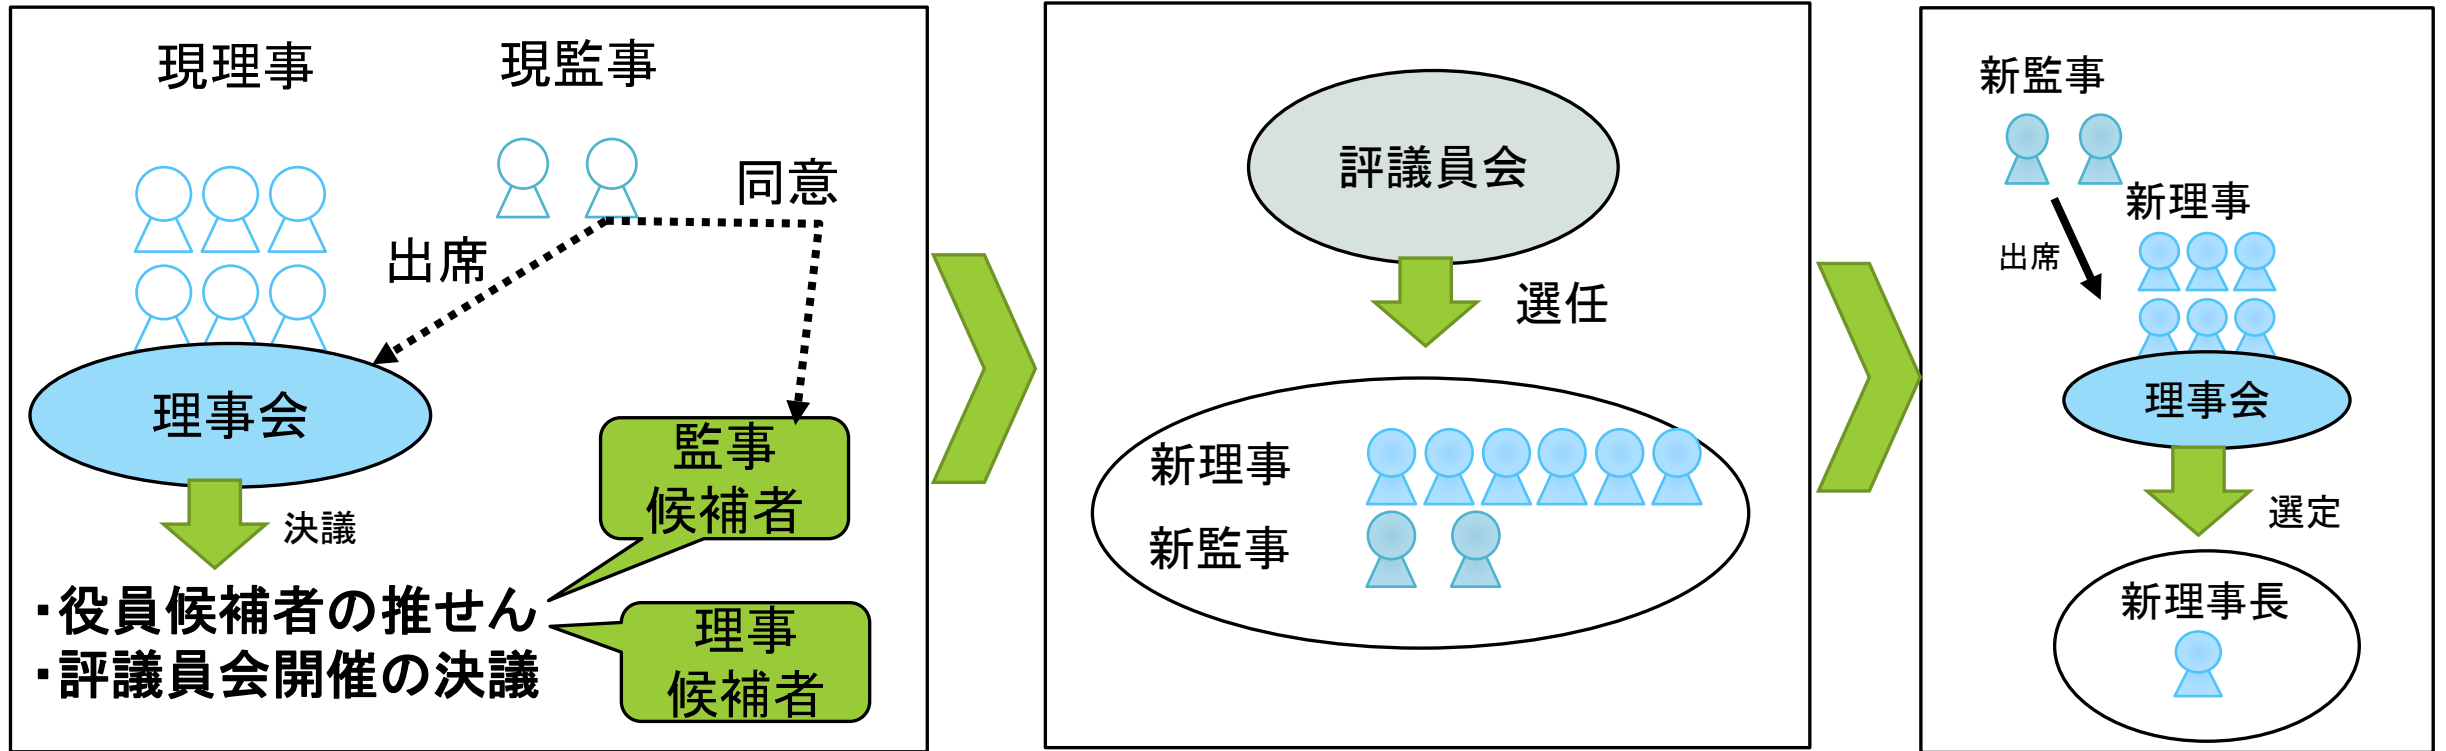 現理事
現監事
同意
出席
理事会
監事
候補者
決議
・役員候補者の推せん
・評議員会開催の決議
理事
候補者
評議員会
選任
新理事
新監事
新監事
新理事
出席
理事会
選定
新理事長